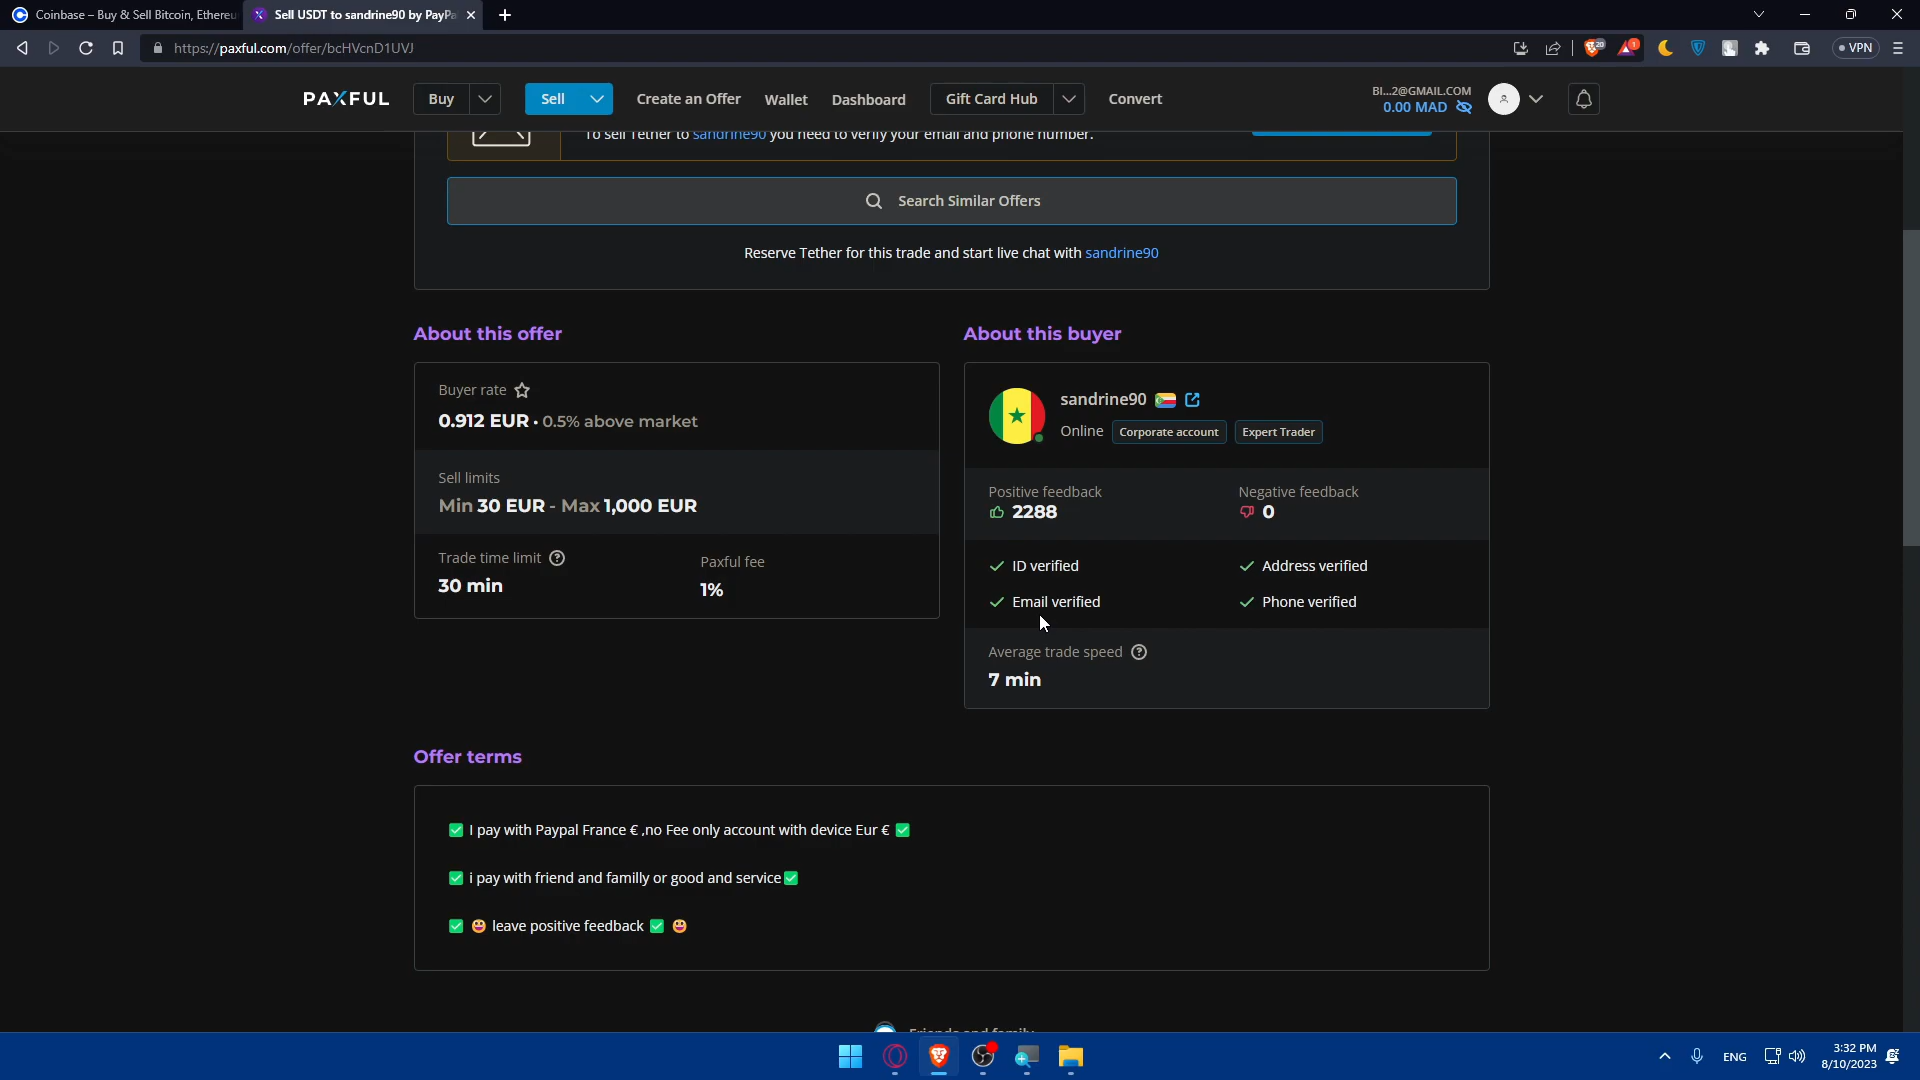 Coinbase – Buy & Sell Bitcoin, Ethereu
Sell USDT to sandrine90 by PayPa
https://paxful.com/offer/bcHVcnD1UVJ
20
1
VPN
PAXFUL
Buy
Sell
Create an Offer
Wallet
Dashboard
Gift Card Hub
Convert
BI...2@GMAIL.COM
0.00 MAD
To sell Tether to sandrine90 you need to verify your email and phone number.
Search Similar Offers
Reserve Tether for this trade and start live chat with sandrine90
About this offer
Buyer rate
0.912 EUR · 0.5% above market
Sell limits
Min 30 EUR - Max 1,000 EUR
Trade time limit
30 min
Paxful fee
1%
About this buyer
sandrine90
Online Corporate account Expert Trader
Positive feedback
2288
Negative feedback
0
ID verified
Address verified
Email verified
Phone verified
Average trade speed
7 min
Offer terms
✅ I pay with Paypal France € ,no Fee only account with device Eur € ✅
✅ i pay with friend and familly or good and service✅
✅ 😀 leave positive feedback ✅ 😀
Friends and family
ENG
3:32 PM
8/10/2023